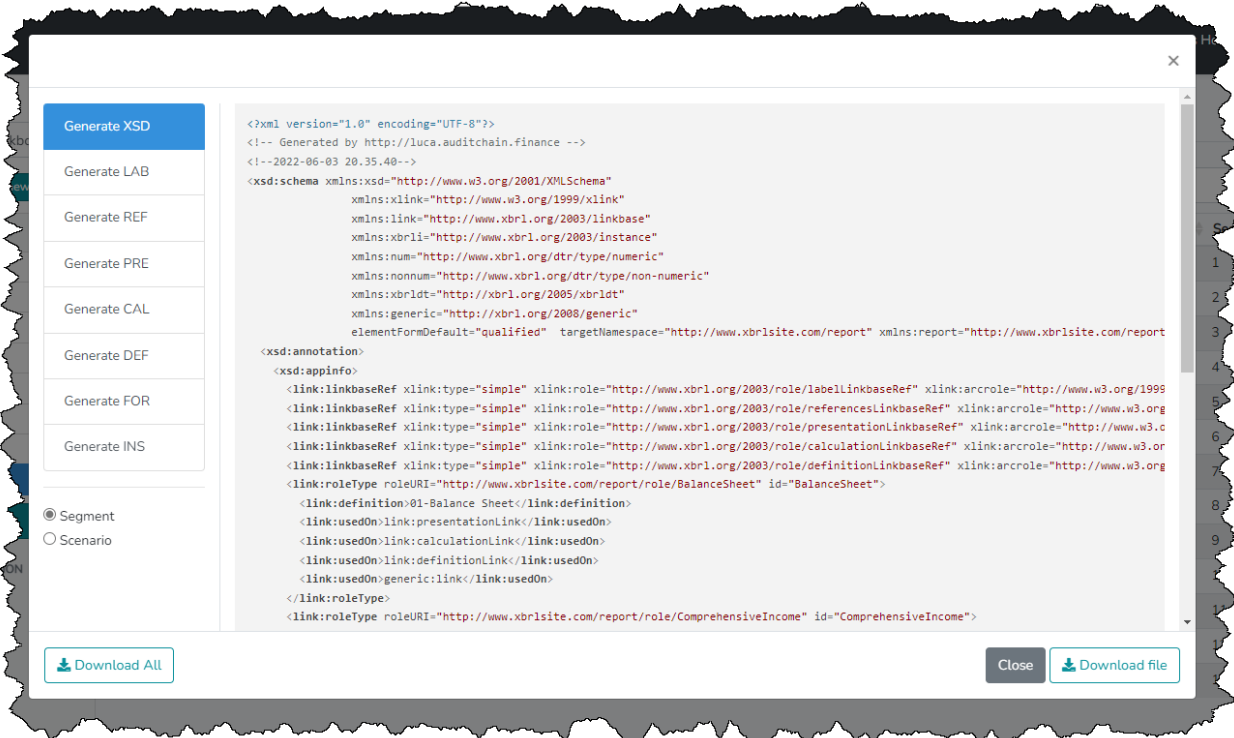 ×
Generate XSD
Generate LAB
Generate REF
Generate PRE
Generate CAL
Generate DEF
Generate FOR
Generate INS
Segment
Scenario
<?xml version="1.0" encoding="UTF-8"?>
<!-- Generated by http://luca.auditchain.finance -->
<!--2022-06-03 20.35.40-->
<xsd:schema xmlns:xsd="http://www.w3.org/2001/XMLSchema"
xmlns:xlink="http://www.w3.org/1999/xlink"
xmlns:link="http://www.xbrl.org/2003/linkbase"
xmlns:xbrli="http://www.xbrl.org/2003/instance"
xmlns:num="http://www.xbrl.org/dtr/type/numeric"
xmlns:nonnum="http://www.xbrl.org/dtr/type/non-numeric"
xmlns:xbrldt="http://xbrl.org/2005/xbrldt"
xmlns:generic="http://xbrl.org/2008/generic"
elementFormDefault="qualified" targetNamespace="http://www.xbrlsite.com/report" xmlns:report="http://www.xbrlsite.com/report
<xsd:annotation>
<xsd:appinfo>
<link:linkbaseRef xlink:type="simple" xlink:role="http://www.xbrl.org/2003/role/labelLinkbaseRef" xlink:arcrole="http://www.w3.org/1999
<link:linkbaseRef xlink:type="simple" xlink:role="http://www.xbrl.org/2003/role/referencesLinkbaseRef" xlink:arcrole="http://www.w3.org
<link:linkbaseRef xlink:type="simple" xlink:role="http://www.xbrl.org/2003/role/presentationLinkbaseRef" xlink:arcrole="http://www.w3.o
<link:linkbaseRef xlink:type="simple" xlink:role="http://www.xbrl.org/2003/role/calculationLinkbaseRef" xlink:arcrole="http://www.w3.or
<link:linkbaseRef xlink:type="simple" xlink:role="http://www.xbrl.org/2003/role/definitionLinkbaseRef" xlink:arcrole="http://www.w3.org
<link:roleType roleURI="http://www.xbrlsite.com/report/role/BalanceSheet" id="BalanceSheet">
<link:definition>01-Balance Sheet</link:definition>
<link:usedOn>link:presentationLink</link:usedOn>
<link:usedOn>link:calculationLink</link:usedOn>
<link:usedOn>link:definitionLink</link:usedOn>
<link:usedOn>generic:link</link:usedOn>
</link:roleType>
<link:roleType roleURI="http://www.xbrlsite.com/report/role/ComprehensiveIncome" id="ComprehensiveIncome">
Download All
Close
Download file
1
2
3
4
5
6
7
8
9